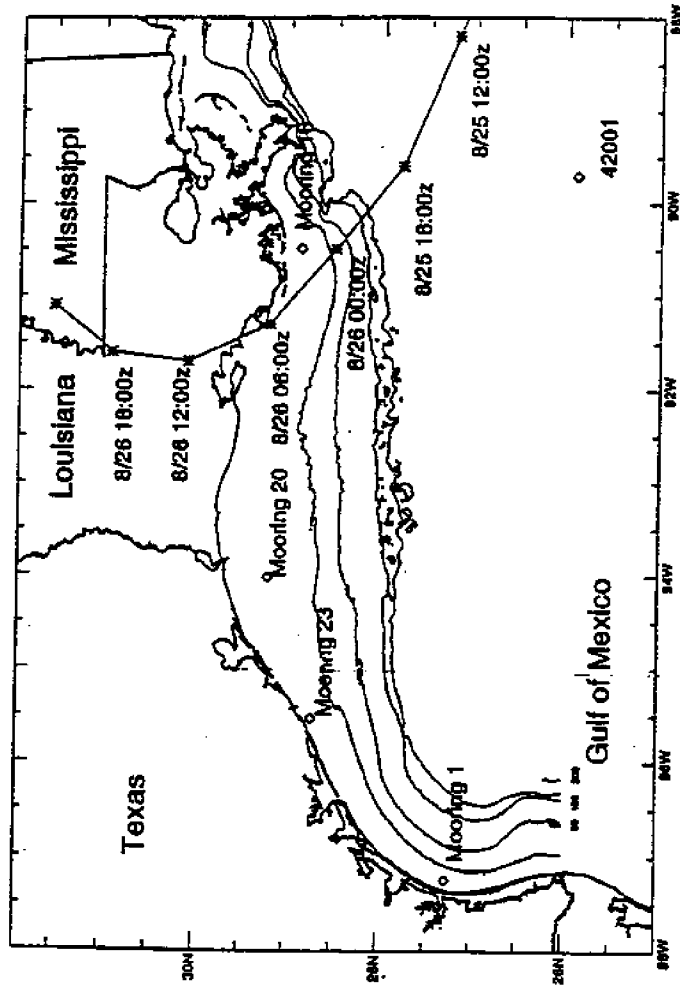 Louisiana
Mississippi
Texas
8/26 18:00z
8/26 12:00z
8/26 06:00z
8/26 00:00z
8/25 18:00z
8/25 12:00z
Mooring 20
Mooring 23
Mooring 1
42001
Gulf of Mexico
30N
28N
26N
98W
96W
94W
92W
90W
88W